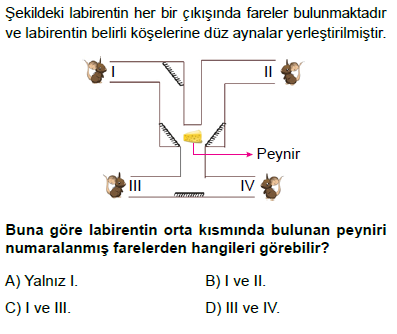 Şekildeki labirentin her bir çıkışında fareler bulunmaktadır
ve labirentin belirli köşelerine düz aynalar yerleştirilmiştir.
I
II
Peynir
III
IV
Buna göre labirentin orta kısmında bulunan peyniri
numaralanmış farelerden hangileri görebilir?
A) Yalnız I.
B) I ve II.
C) I ve III.
D) III ve IV.